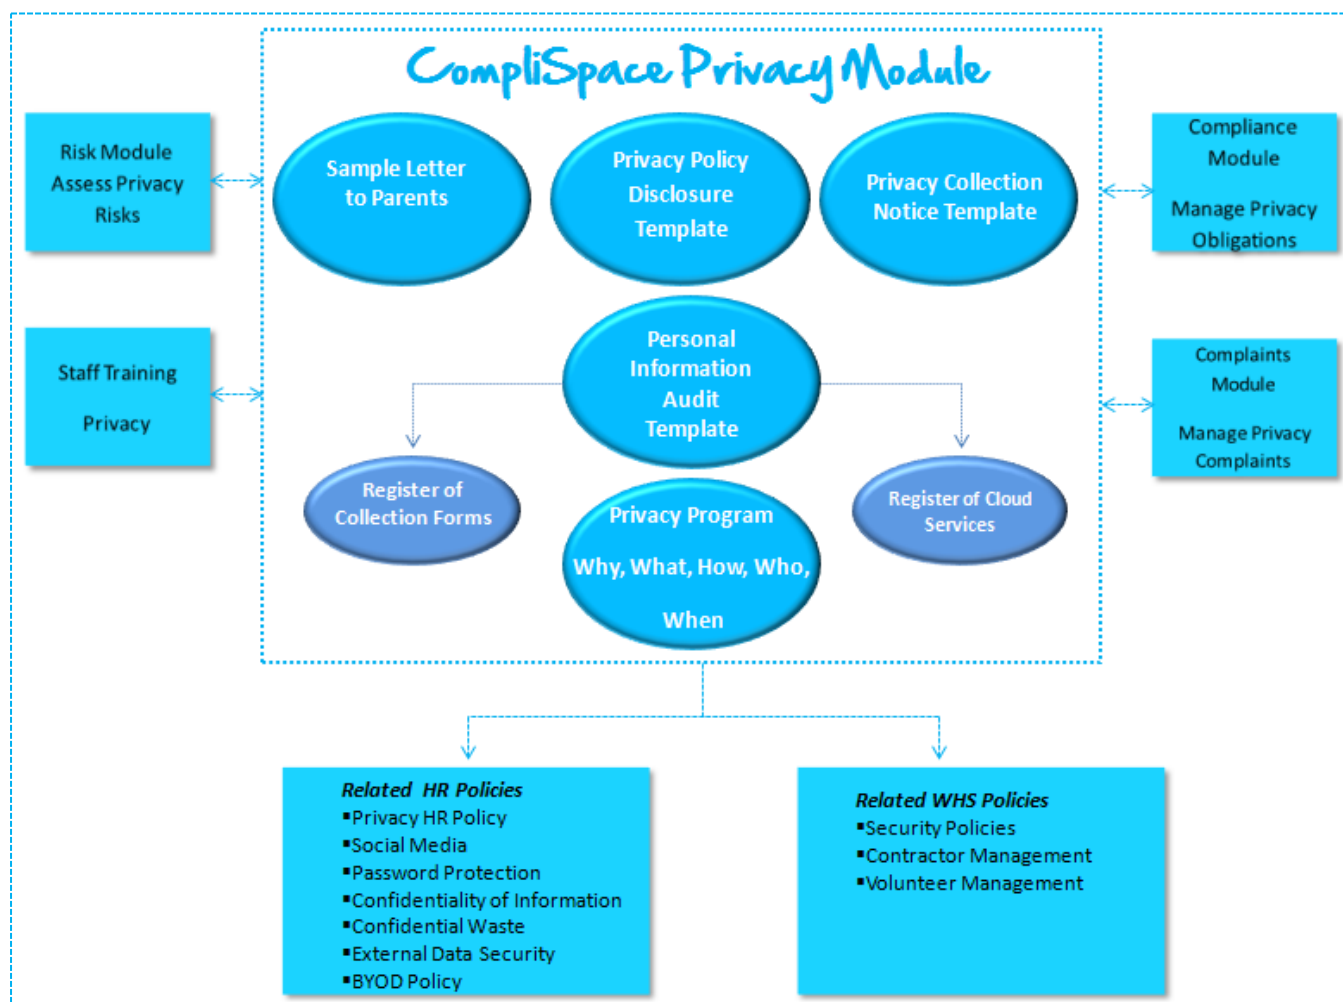 CompliSpace Privacy Module
Risk Module
Assess Privacy
Risks
Sample Letter
to Parents
Privacy Policy
Disclosure
Template
Privacy Collection
Notice Template
Compliance
Module
Manage Privacy
Obligations
Staff Training
Privacy
Personal
Information
Audit
Template
Complaints
Module
Manage Privacy
Complaints
Register of
Collection Forms
Privacy Program
Why, What, How, Who,
When
Register of Cloud
Services
Related HR Policies
▪Privacy HR Policy
▪Social Media
▪Password Protection
▪Confidentiality of Information
▪Confidential Waste
▪External Data Security
▪BYOD Policy
Related WHS Policies
▪Security Policies
▪Contractor Management
▪Volunteer Management